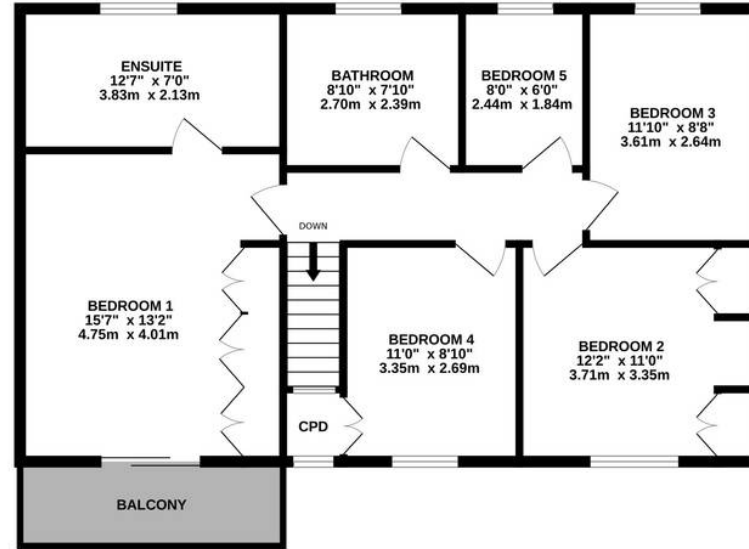 ENSUITE
12'7" x 7'0"
3.83m x 2.13m
BATHROOM
8'10" x 7'10"
2.70m x 2.39m
BEDROOM 5
8'0" x 6'0"
2.44m x 1.84m
BEDROOM 3
11'10" x 8'8"
3.61m x 2.64m
DOWN
BEDROOM 1
15'7" x 13'2"
4.75m x 4.01m
BEDROOM 4
11'0" x 8'10"
3.35m x 2.69m
BEDROOM 2
12'2" x 11'0"
3.71m x 3.35m
CPD
BALCONY